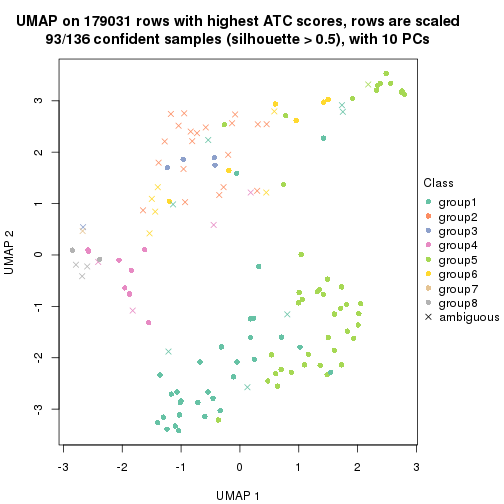 UMAP on 179031 rows with highest ATC scores, rows are scaled
93/136 confident samples (silhouette > 0.5), with 10 PCs
3
2
1
0
-1
-2
-3
UMAP 2
-3
-2
-1
0
1
2
3
UMAP 1
Class
group1
group2
group3
group4
group5
group6
group7
group8
ambiguous